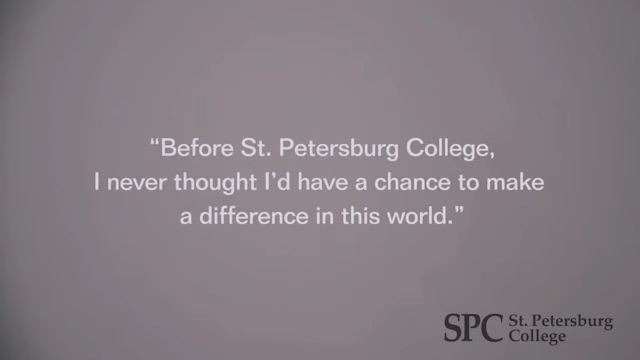 “Before St. Petersburg College,
I never thought I’d have a chance to make
a difference in this world.”
SPC St. Petersburg
College